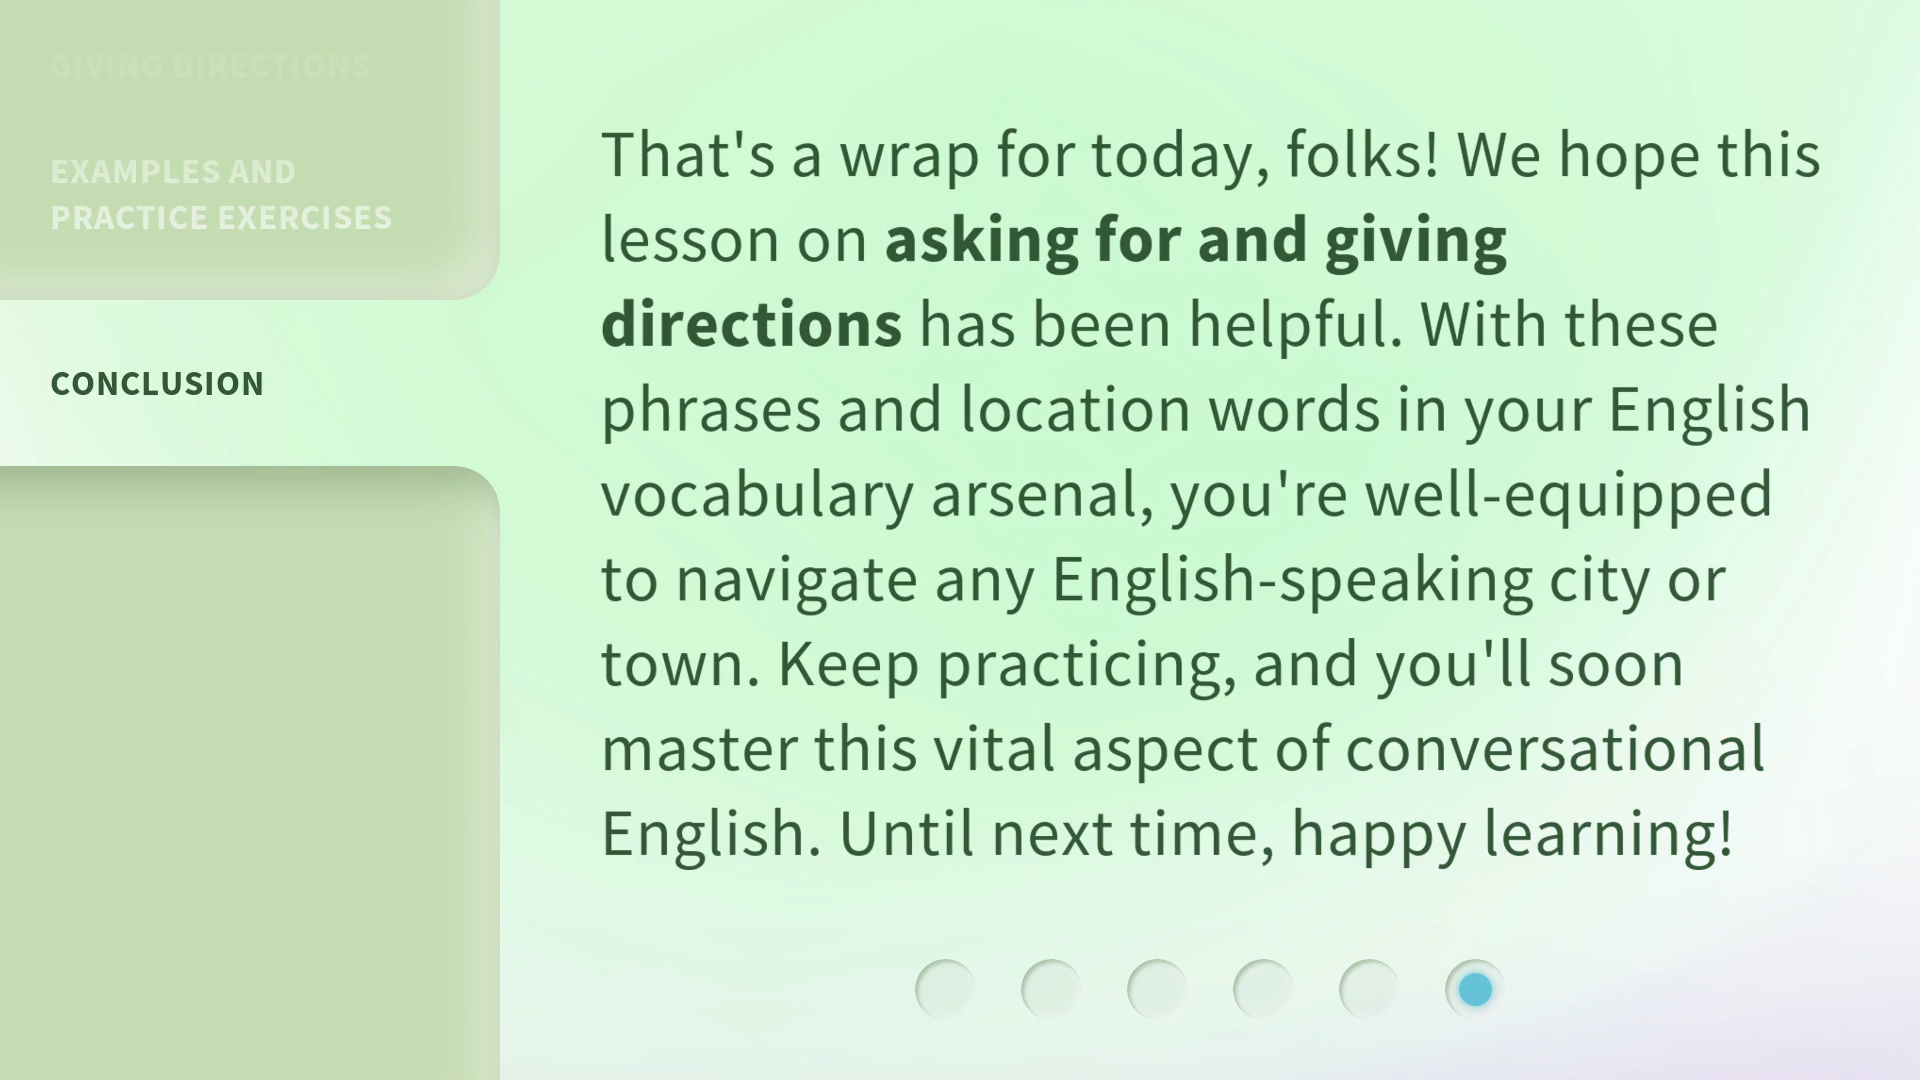 GIVING DIRECTIONS
EXAMPLES AND
PRACTICE EXERCISES
CONCLUSION
That's a wrap for today, folks! We hope this
lesson on asking for and giving
directions has been helpful. With these
phrases and location words in your English
vocabulary arsenal, you're well-equipped
to navigate any English-speaking city or
town. Keep practicing, and you'll soon
master this vital aspect of conversational
English. Until next time, happy learning!